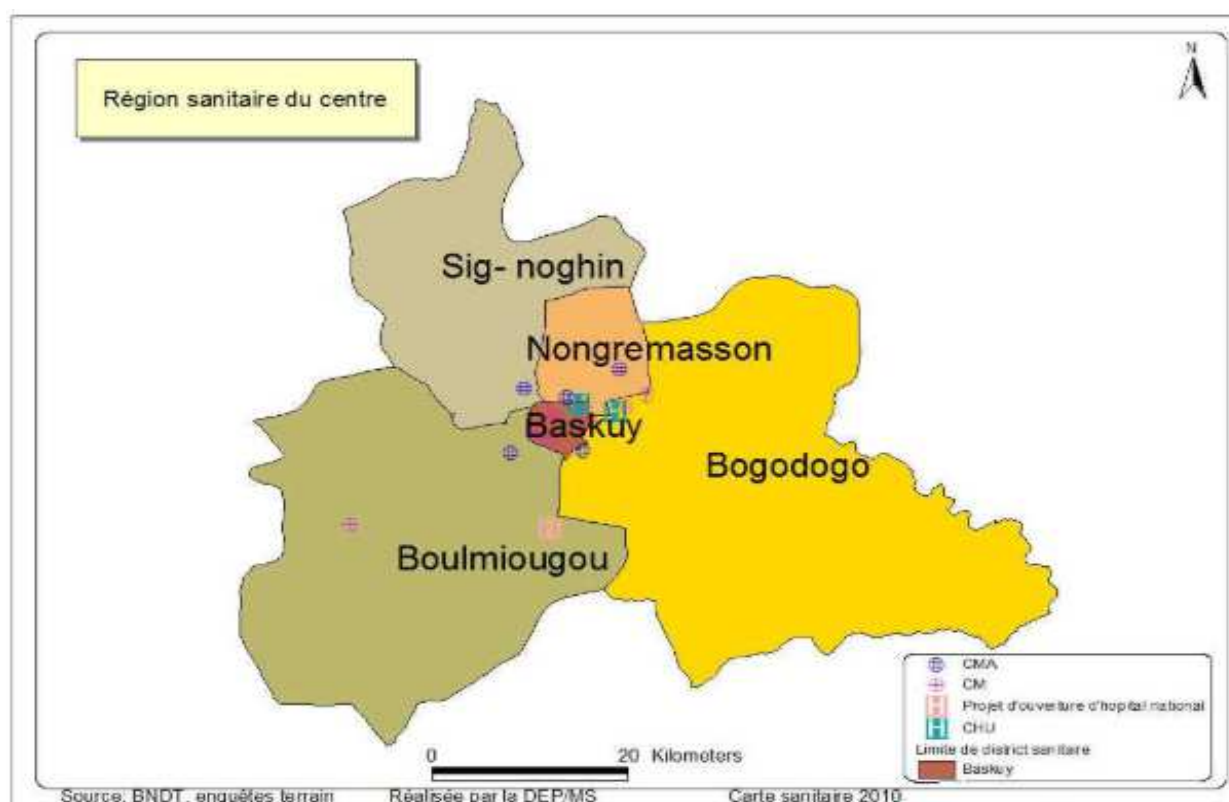 N
Région sanitaire du centre
Sig- noghin
Nongremasson
Baskuy
Bogodogo
Boulmiougou
CMA
CM
Projet d'ouverture d'hopital national
H
CHU
Limite de district sanitaire
Baskuy
0 20 Kilometers
Source: BNDT, enquêtes terrain Réalisée par la DEP/MS Carte sanitaire 2010